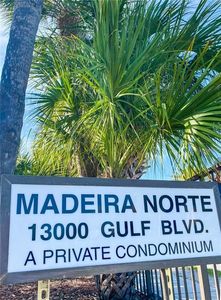 MADEIRA NORTE
13000 GULF BLVD.
A PRIVATE CONDOMINIUM